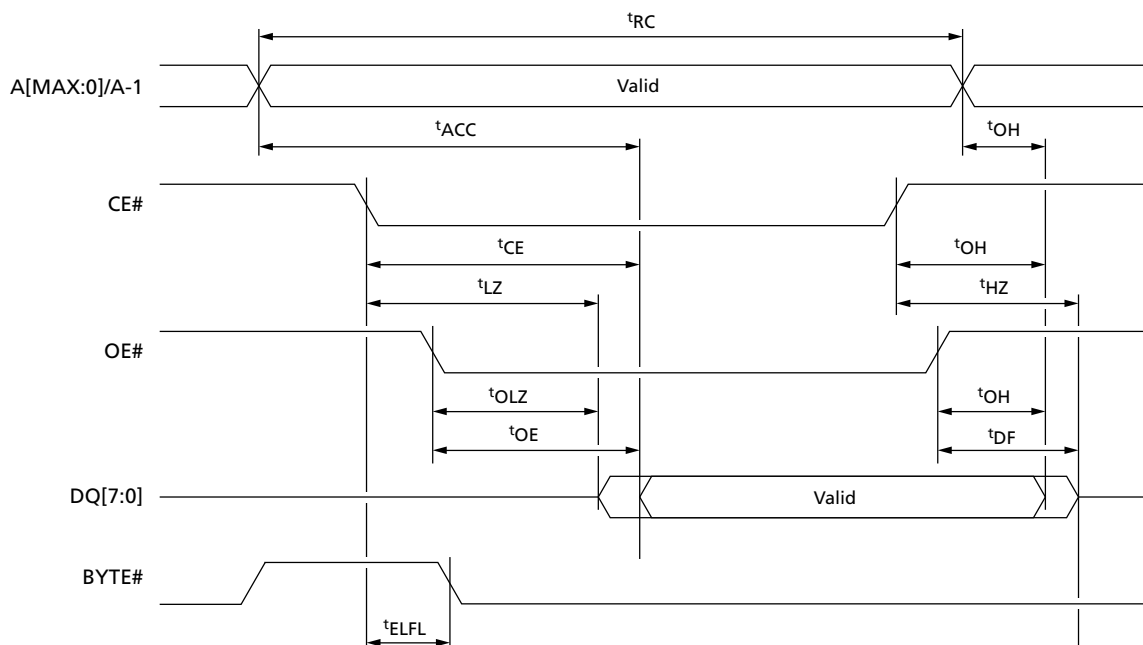 tRC
A[MAX:0]/A-1
Valid
tACC
tOH
CE#
tCE
tOH
tLZ
tHZ
OE#
tOLZ
tOH
tOE
tDF
DQ[7:0]
Valid
BYTE#
tELFL